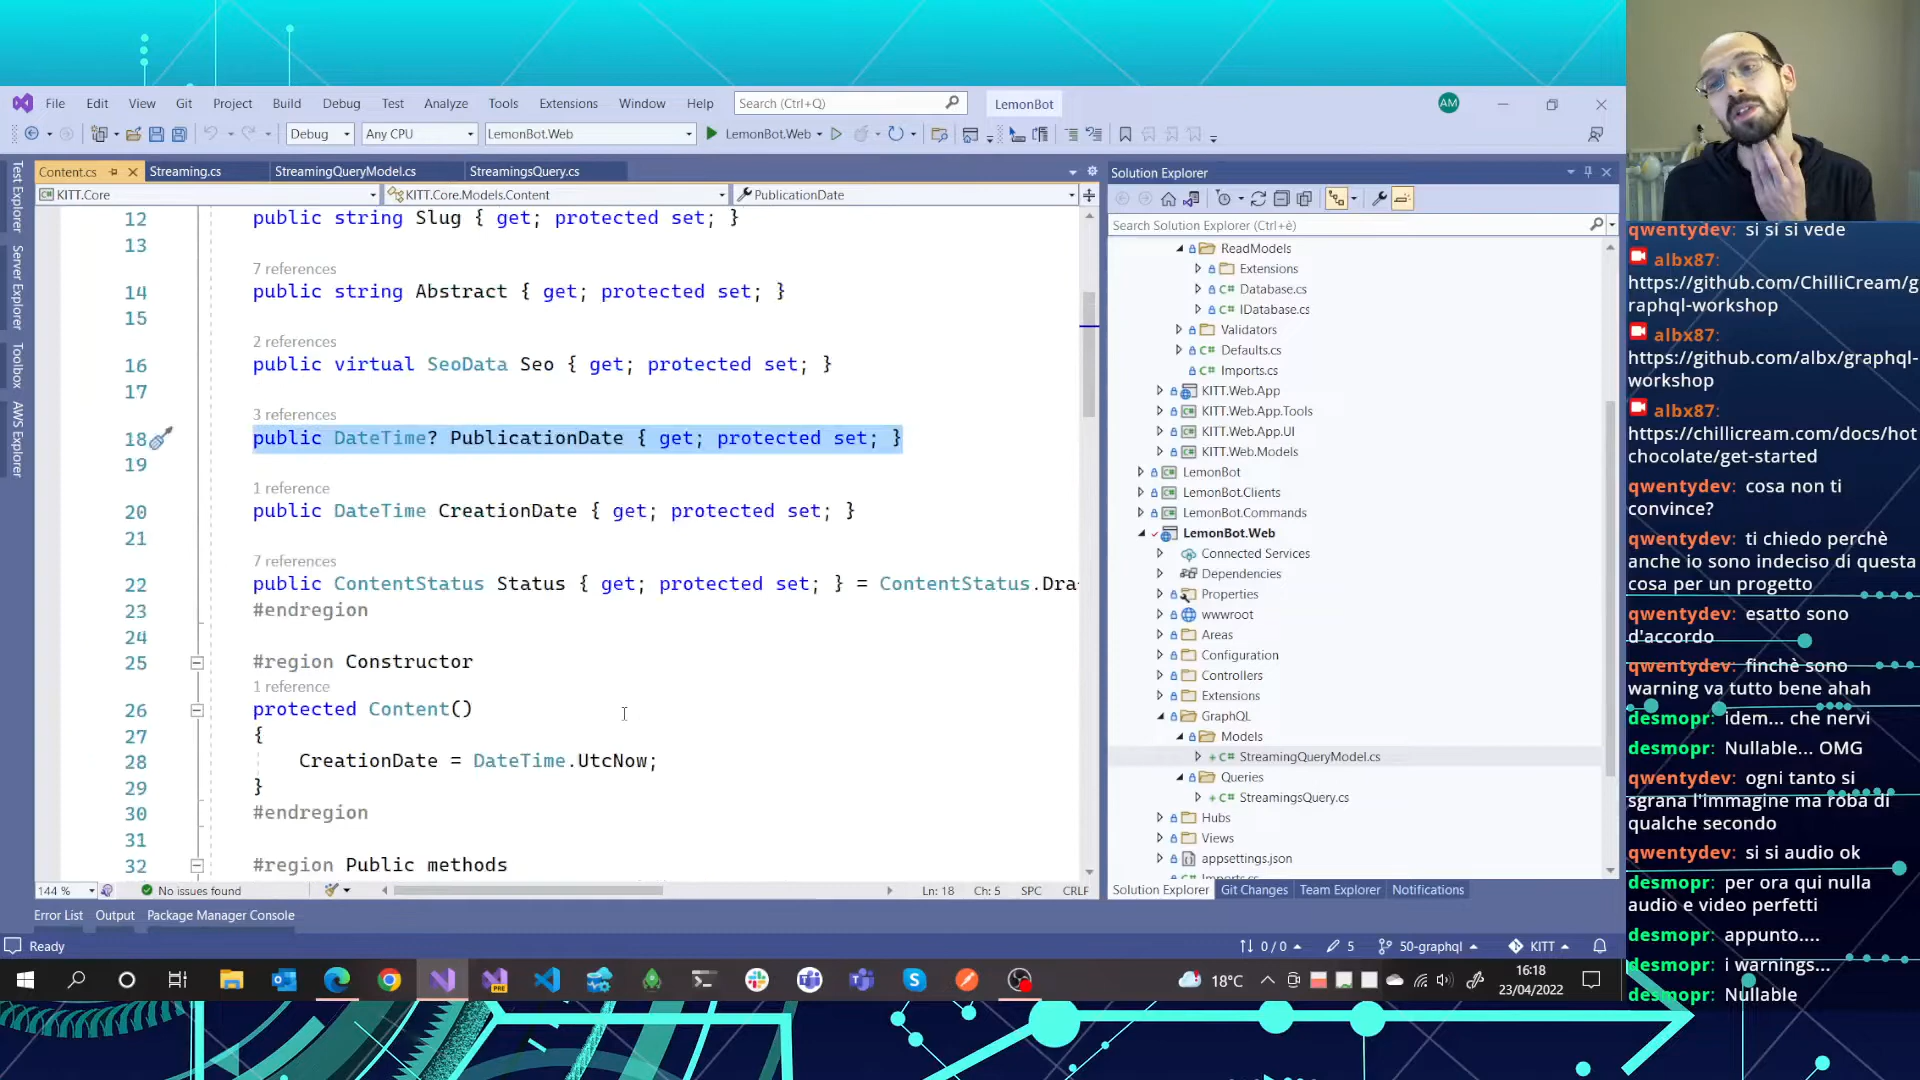 File Edit View Git Project Build Debug Test Analyze Tools Extensions Window Help Search (Ctrl+Q) LemonBot AM
Debug Any CPU LemonBot.Web LemonBot.Web
Content.cs Streaming.cs StreamingQueryModel.cs StreamingsQuery.cs
KITT.Core KITT.Core.Models.Content PublicationDate
Test Explorer
Server Explorer
Toolbox
AWS Explorer
12 public string Slug { get; protected set; }
13
7 references
14 public string Abstract { get; protected set; }
15
2 references
16 public virtual SeoData Seo { get; protected set; }
17
3 references
18 public DateTime? PublicationDate { get; protected set; }
19
1 reference
20 public DateTime CreationDate { get; protected set; }
21
7 references
22 public ContentStatus Status { get; protected set; } = ContentStatus.Dra
23 #endregion
24
25 #region Constructor
1 reference
26 protected Content()
27 {
28 CreationDate = DateTime.UtcNow;
29 }
30 #endregion
31
32 #region Public methods
144 % No issues found Ln: 18 Ch: 5 SPC CRLF
Error List Output Package Manager Console
Ready
Solution Explorer
Search Solution Explorer (Ctrl+è)
ReadModels
Extensions
C# Database.cs
C# IDatabase.cs
Validators
C# Defaults.cs
C# Imports.cs
KITT.Web.App
KITT.Web.App.Tools
KITT.Web.App.UI
KITT.Web.Models
LemonBot
LemonBot.Clients
LemonBot.Commands
LemonBot.Web
Connected Services
Dependencies
Properties
wwwroot
Areas
Configuration
Controllers
Extensions
GraphQL
Models
C# StreamingQueryModel.cs
Queries
C# StreamingsQuery.cs
Hubs
Views
appsettings.json
Imports.cs
Solution Explorer Git Changes Team Explorer Notifications
0 / 0 5 50-graphql KITT
PRE
18°C
16:18
23/04/2022
qwentydev: si si si vede
albx87:
https://github.com/ChilliCream/g
raphql-workshop
albx87:
https://github.com/albx/graphql-
workshop
albx87:
https://chillicream.com/docs/hot
chocolate/get-started
qwentydev: cosa non ti
convince?
qwentydev: ti chiedo perchè
anche io sono indeciso di questa
cosa per un progetto
qwentydev: esatto sono
d'accordo
qwentydev: finchè sono
warning va tutto bene ahah
desmopr: idem... che nervi
desmopr: Nullable... OMG
qwentydev: ogni tanto si
sgrana l'immagine ma roba di
qualche secondo
qwentydev: si si audio ok
desmopr: per ora qui nulla
audio e video perfetti
desmopr: appunto....
desmopr: i warnings...
desmopr: Nullable